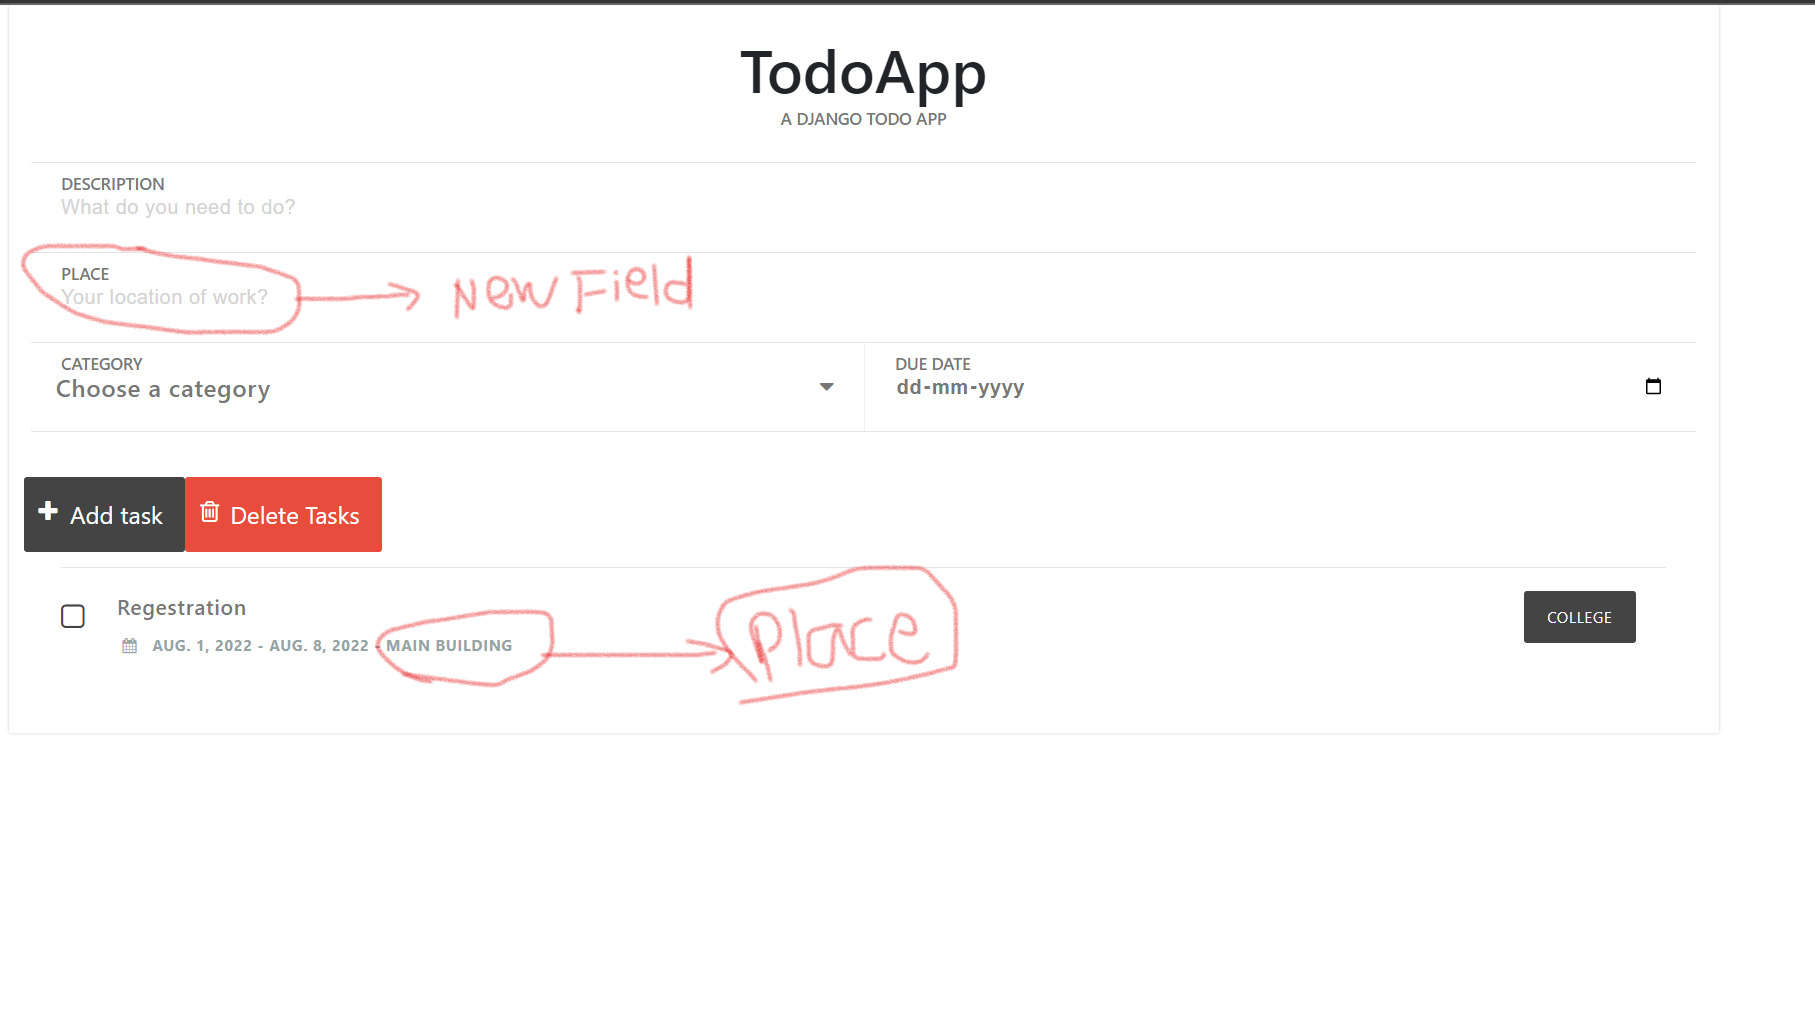 TodoApp
A DJANGO TODO APP
DESCRIPTION
What do you need to do?
PLACE
Your location of work?
New Field
CATEGORY
Choose a category
DUE DATE
dd-mm-yyyy
Add task
Delete Tasks
Regestration
AUG. 1, 2022 - AUG. 8, 2022 - MAIN BUILDING
Place
COLLEGE